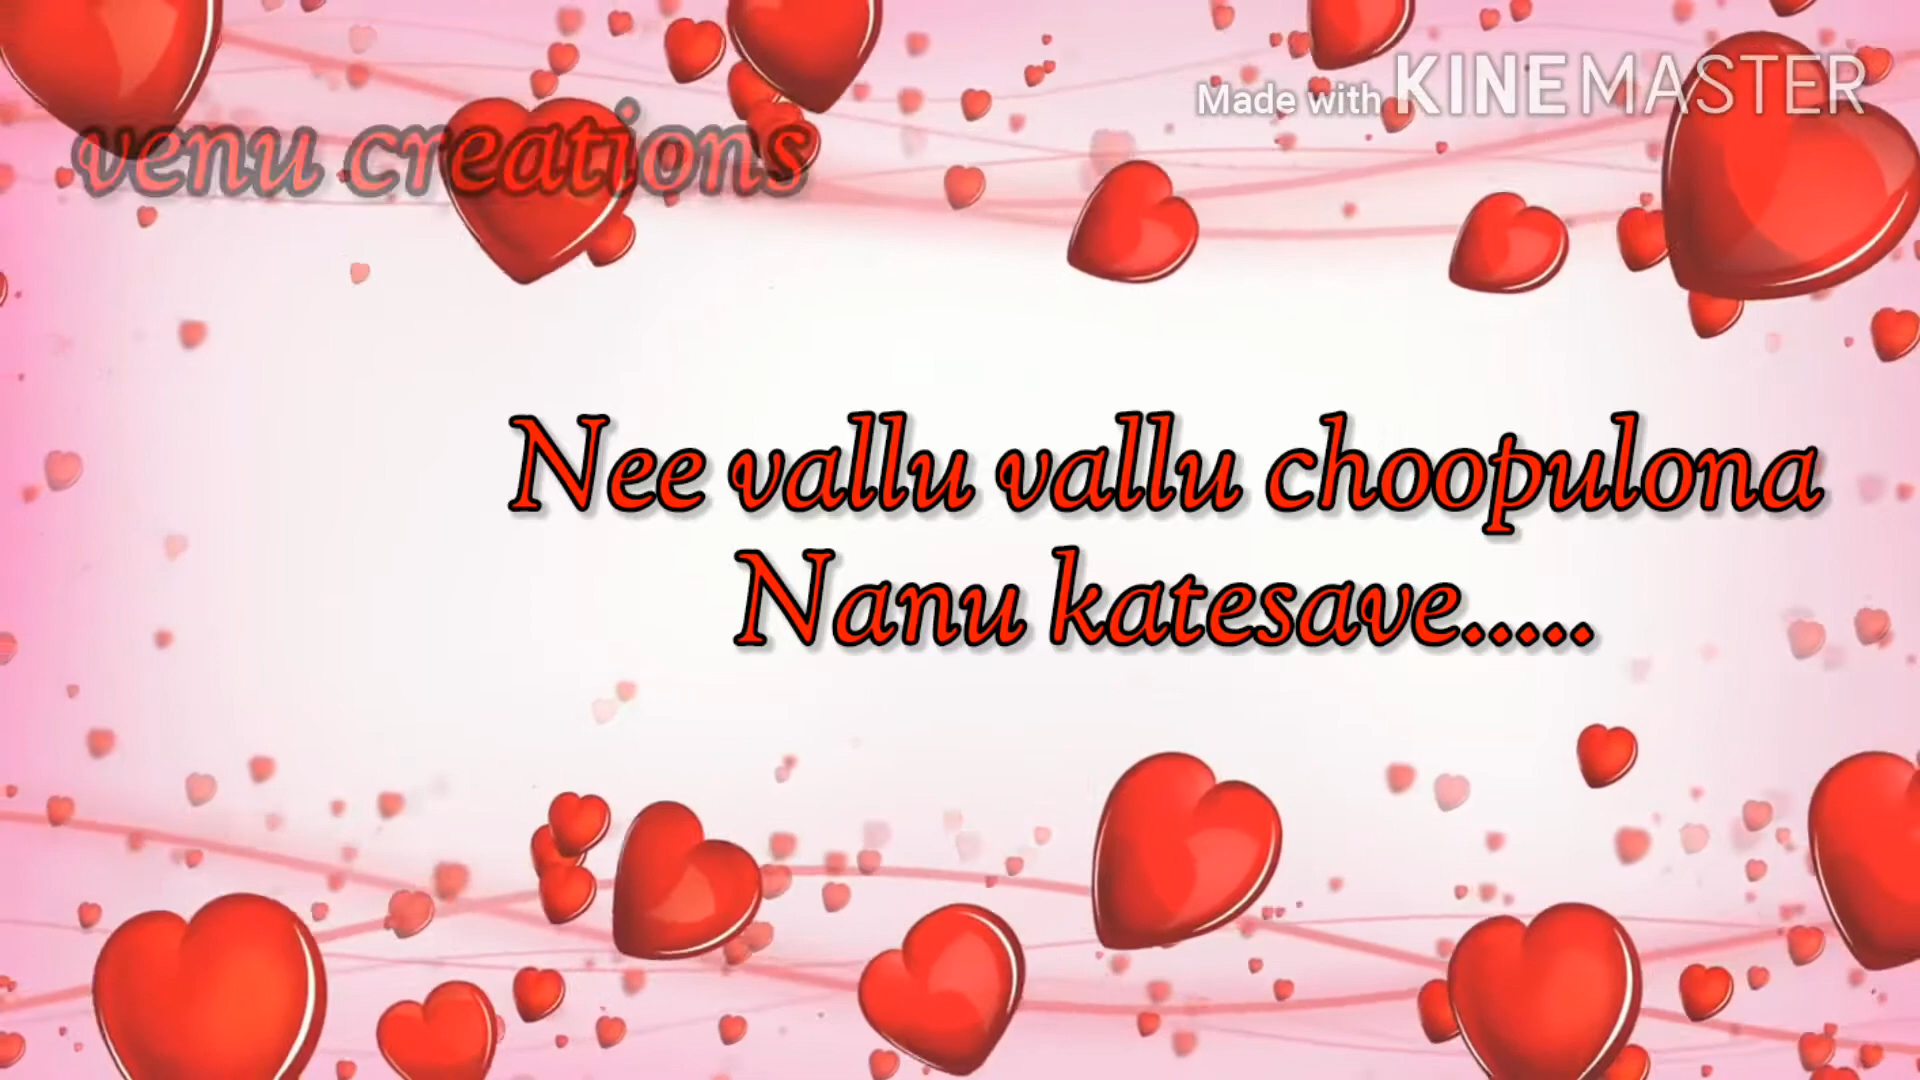 Made with KINEMASTER
venu creations
Nee vallu vallu choopulona
Nanu katesave.....